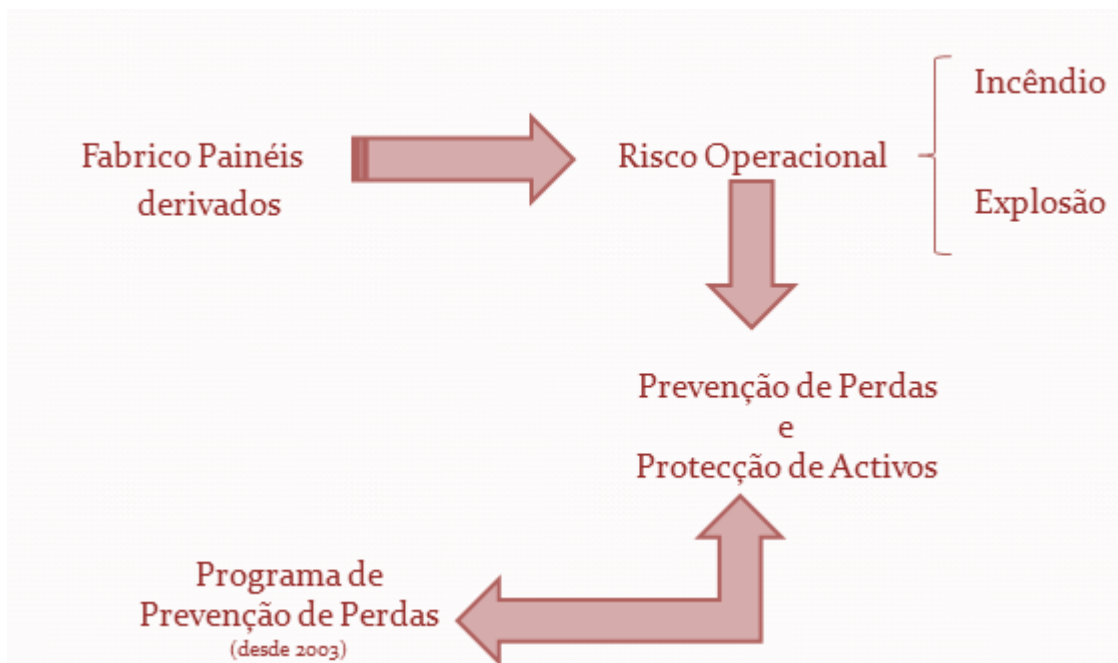 Incêndio
Fabrico Painéis
derivados
Risco Operacional
Explosão
Prevenção de Perdas
e
Protecção de Activos
Programa de
Prevenção de Perdas
(desde 2003)